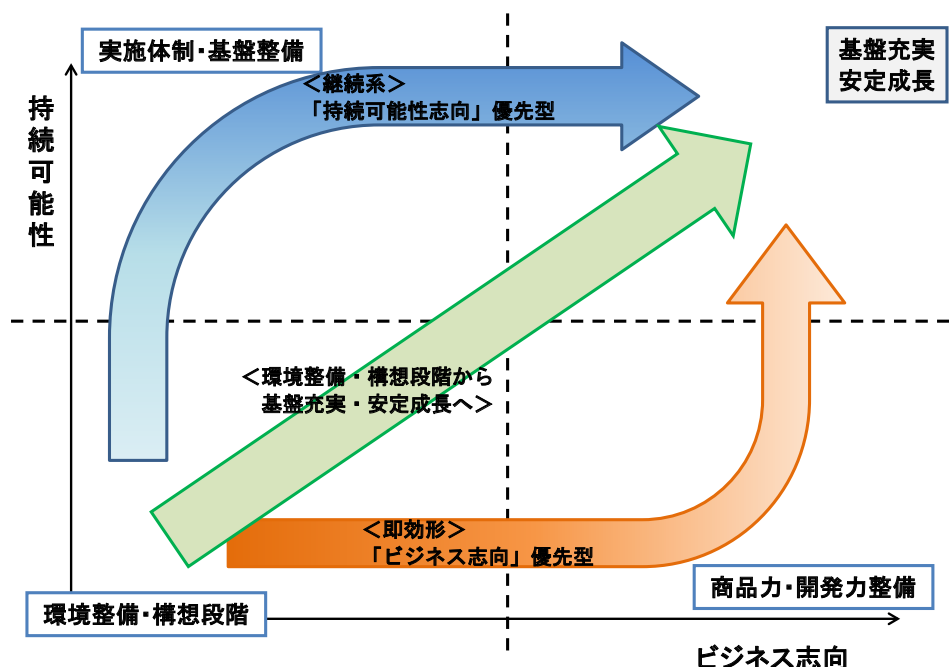 実施体制・基盤整備
基盤充実
安定成長
持続可能性
＜継続系＞
「持続可能性志向」優先型
＜環境整備・構想段階から
基盤充実・安定成長へ＞
＜即効形＞
「ビジネス志向」優先型
商品力・開発力整備
環境整備・構想段階
ビジネス志向